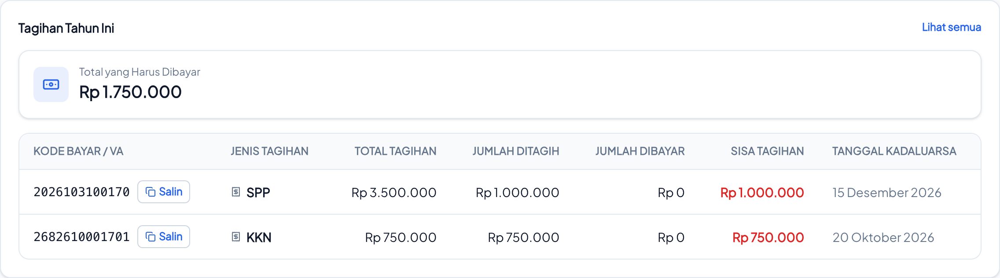 Tagihan Tahun Ini
Lihat semua
Total yang Harus Dibayar
Rp 1.750.000
KODE BAYAR / VA JENIS TAGIHAN TOTAL TAGIHAN JUMLAH DITAGIH JUMLAH DIBAYAR SISA TAGIHAN TANGGAL KADALUARSA
2026103100170 Salin SPP Rp 3.500.000 Rp 1.000.000 Rp 0 Rp 1.000.000 15 Desember 2026
2682610001701 Salin KKN Rp 750.000 Rp 750.000 Rp 0 Rp 750.000 20 Oktober 2026